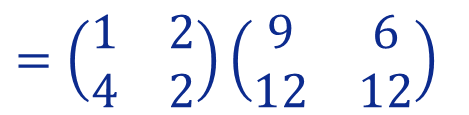 = (1 2) (9 6)
(4 2) (12 12)